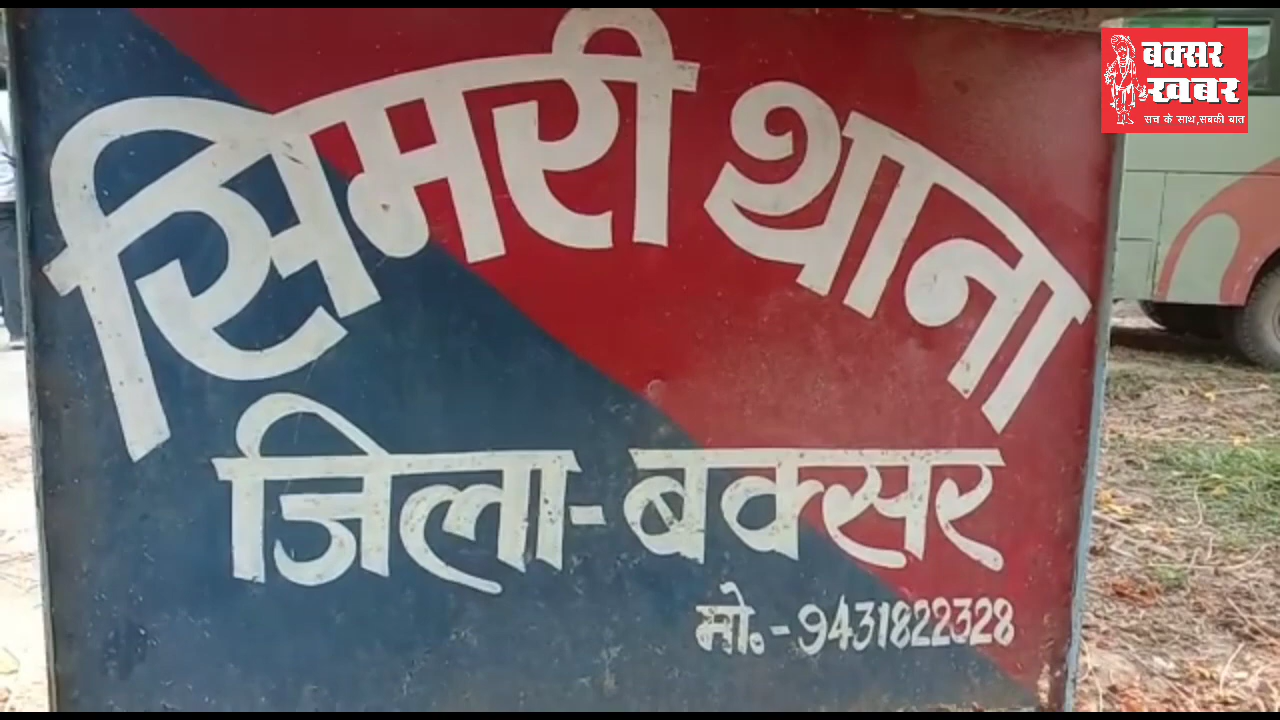 सिमरी थाना
जिला-बक्सर
मो.-9431822328
बक्सर
खबर
सच के साथ,सबकी बात